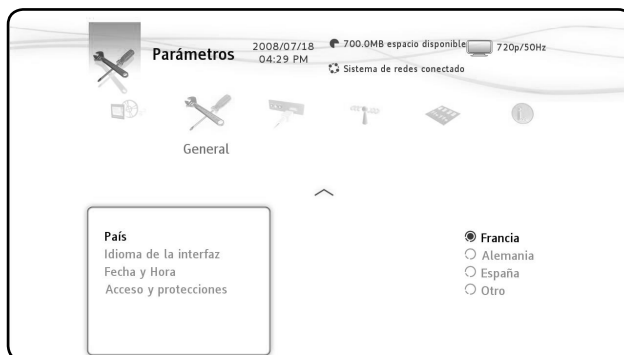 Parámetros
2008/07/18
04:29 PM
700.0MB espacio disponible
720p/50Hz
Sistema de redes conectado
General
País
Idioma de la interfaz
Fecha y Hora
Acceso y protecciones
Francia
Alemania
España
Otro